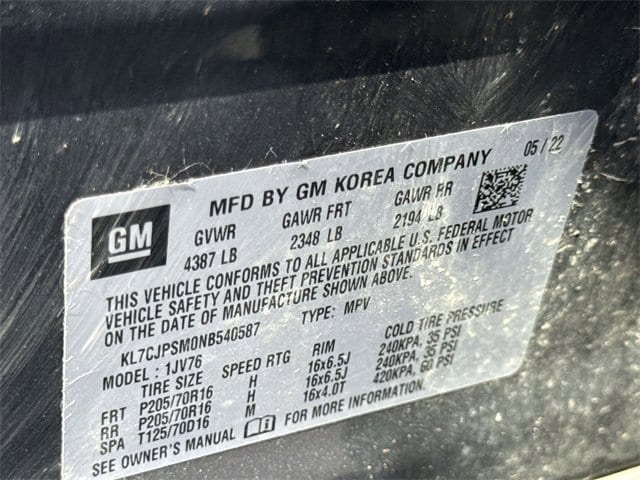 MFD BY GM KOREA COMPANY 05/22
GM
GVWR GAWR FRT GAWR RR
4387 LB 2348 LB 2194 LB
THIS VEHICLE CONFORMS TO ALL APPLICABLE U.S. FEDERAL MOTOR
VEHICLE SAFETY AND THEFT PREVENTION STANDARDS IN EFFECT
ON THE DATE OF MANUFACTURE SHOWN ABOVE.
KL7CJPSM0NB540587 TYPE: MPV
MODEL: 1JV76
TIRE SIZE SPEED RTG RIM COLD TIRE PRESSURE
FRT P205/70R16 H 16x6.5J 240KPA, 35 PSI
RR P205/70R16 H 16x6.5J 240KPA, 35 PSI
SPA T125/70D16 M 16x4.0T 420KPA, 60 PSI
SEE OWNER'S MANUAL FOR MORE INFORMATION.